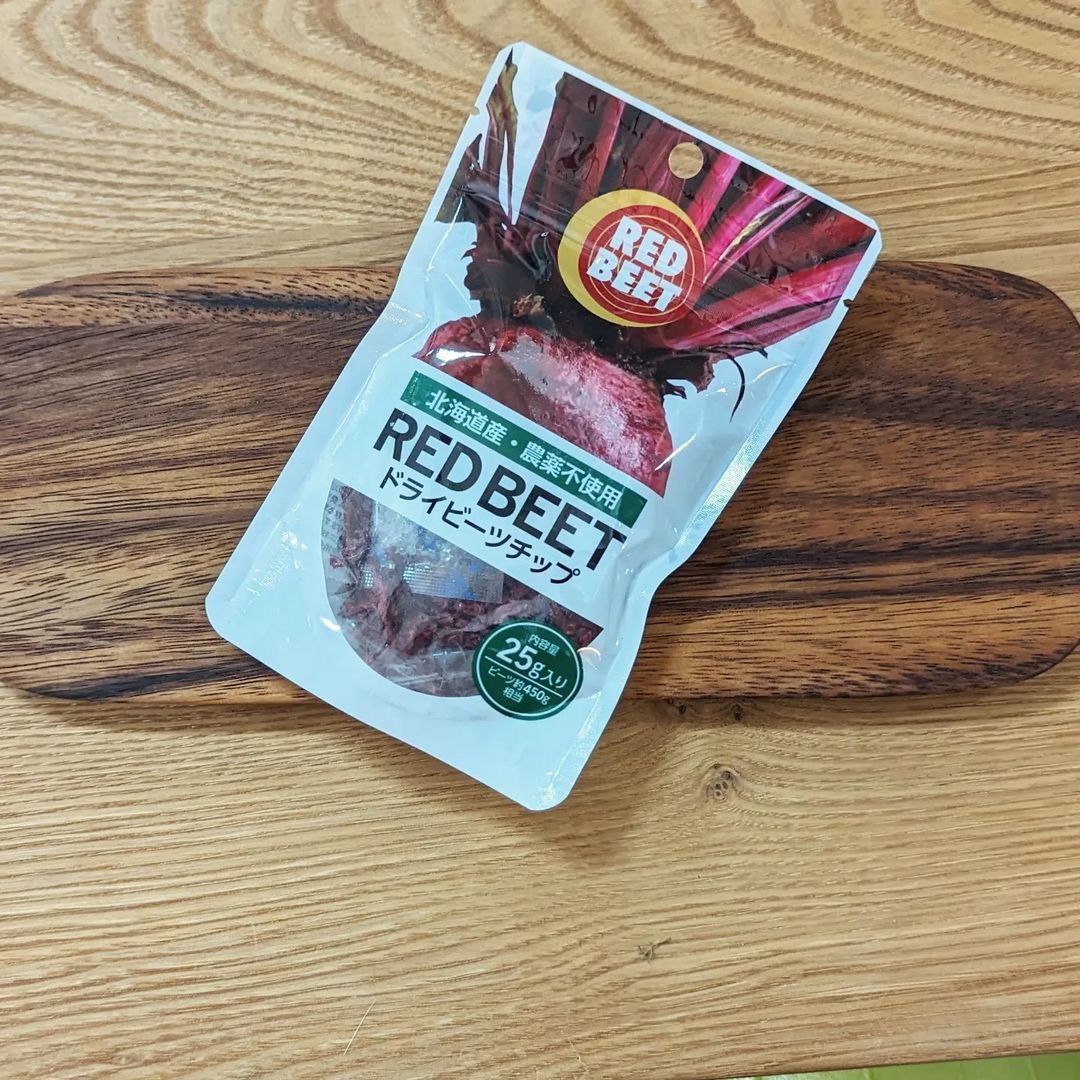 RED
BEET
北海道産・農薬不使用
RED BEET
ドライビーツチップ
内容量
25g入り
ビーツ約450g
相当